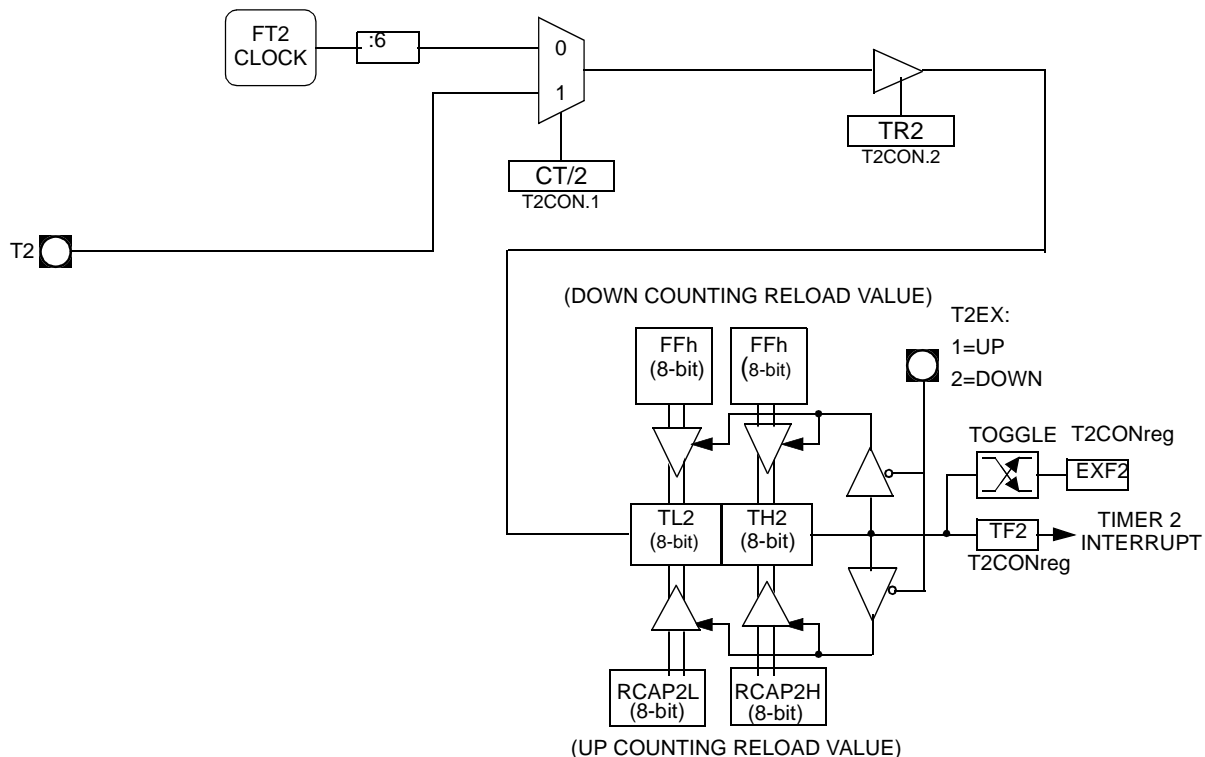 FT2
CLOCK
:6
0
1
TR2
T2CON.2
CT/2
T2CON.1
T2
(DOWN COUNTING RELOAD VALUE)
T2EX:
1=UP
2=DOWN
FFh
(8-bit)
FFh
(8-bit)
TOGGLE
T2CONreg
EXF2
TL2
(8-bit)
TH2
(8-bit)
TF2
T2CONreg
TIMER 2
INTERRUPT
RCAP2L
(8-bit)
RCAP2H
(8-bit)
(UP COUNTING RELOAD VALUE)